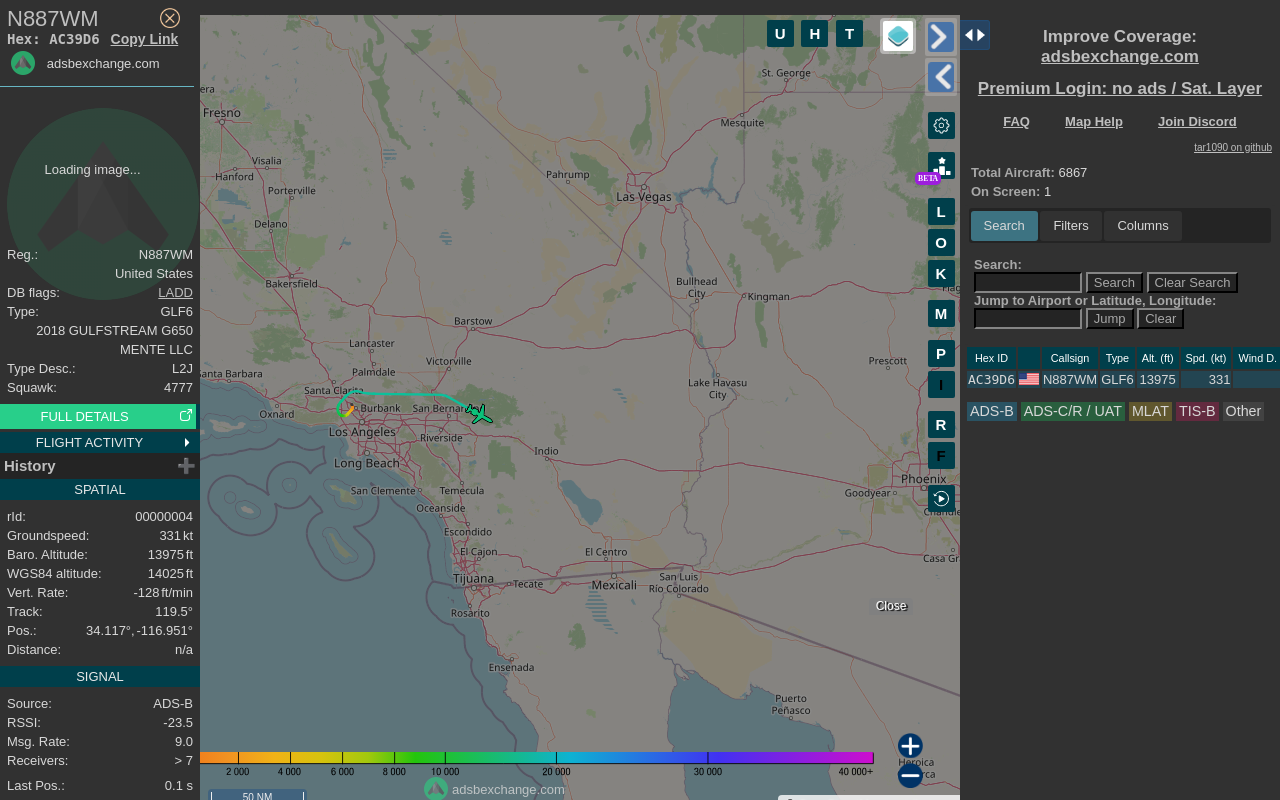 N887WM
Hex: AC39D6 Copy Link
adsbexchange.com
Loading image...
Reg.: N887WM
United States
DB flags: LADD
Type: GLF6
2018 GULFSTREAM G650
MENTE LLC
Type Desc.: L2J
Squawk: 4777
FULL DETAILS
FLIGHT ACTIVITY
History
SPATIAL
rId: 00000004
Groundspeed: 331 kt
Baro. Altitude: 13975 ft
WGS84 altitude: 14025 ft
Vert. Rate: -128 ft/min
Track: 119.5°
Pos.: 34.117°, -116.951°
Distance: n/a
SIGNAL
Source: ADS-B
RSSI: -23.5
Msg. Rate: 9.0
Receivers: > 7
Last Pos.: 0.1 s
U H T
St. George
Fresno
Mesquite
Visalia
Hanford
Pahrump
Porterville
Las Vegas
Delano
Bakersfield
Bullhead
City
Kingman
Barstow
Lancaster
Victorville
Prescott
Palmdale
Santa Barbara
Lake Havasu
City
Santa Clarita
Oxnard
Burbank
San Bernar
Los Angeles
Riverside
Indio
Long Beach
Phoenix
San Clemente
Temecula
Goodyear
Oceanside
Escondido
El Cajon
El Centro
Casa Gra
Tijuana
Tecate
Mexicali
San Luis
Río Colorado
Rosarito
Ensenada
Puerto
Peñasco
Heroica
BETA
L
O
K
M
P
I
R
F
Close
2 000 4 000 6 000 8 000 10 000 20 000 30 000 40 000+
adsbexchange.com
50 NM
Improve Coverage:
adsbexchange.com
Premium Login: no ads / Sat. Layer
FAQ Map Help Join Discord
tar1090 on github
Total Aircraft: 6867
On Screen: 1
Search Filters Columns
Search:
Search Clear Search
Jump to Airport or Latitude, Longitude:
Jump Clear
Hex ID Callsign Type Alt. (ft) Spd. (kt) Wind D.
AC39D6 N887WM GLF6 13975 331
ADS-B ADS-C/R / UAT MLAT TIS-B Other